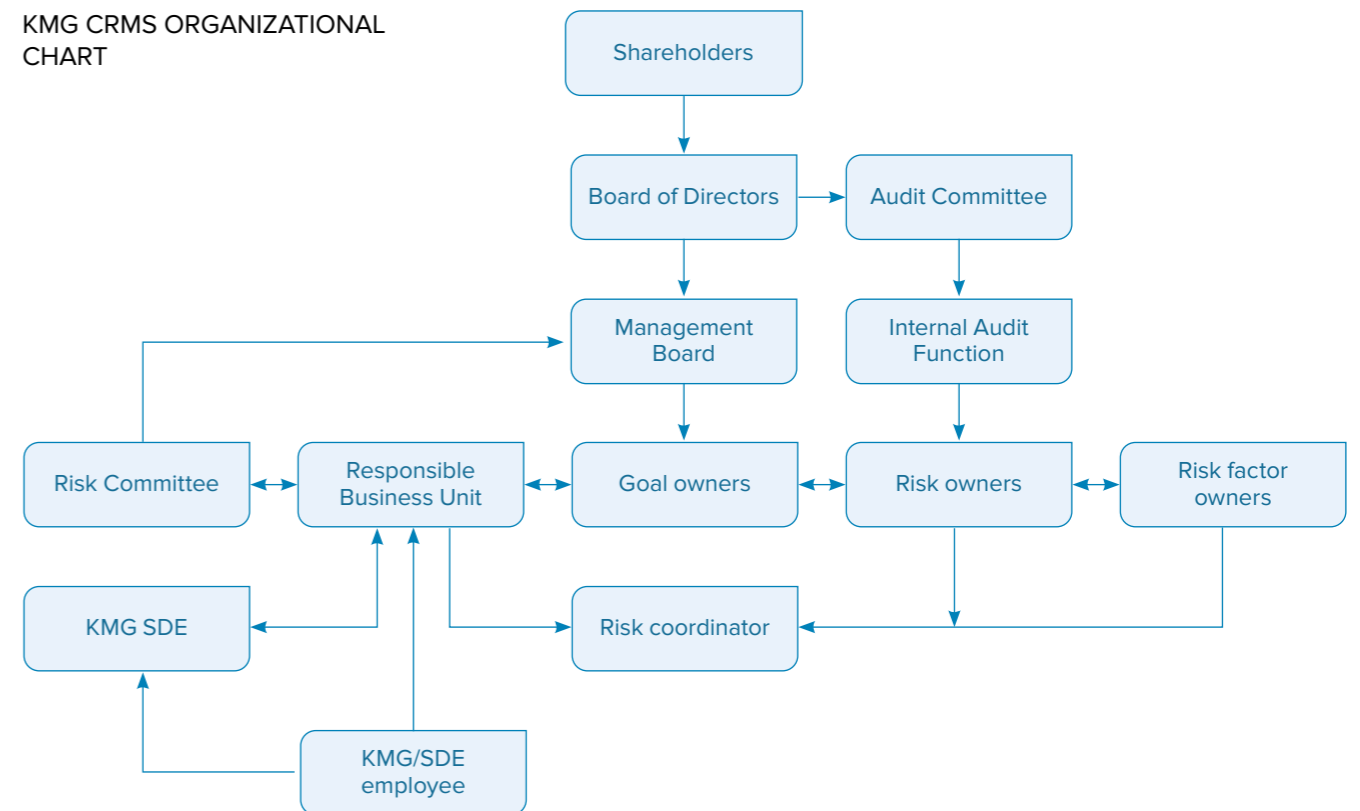 KMG CRMS ORGANIZATIONAL
CHART
Shareholders
Board of Directors
Audit Committee
Management
Board
Internal Audit
Function
Risk Committee
Responsible
Business Unit
Goal owners
Risk owners
Risk factor
owners
KMG SDE
Risk coordinator
KMG/SDE
employee